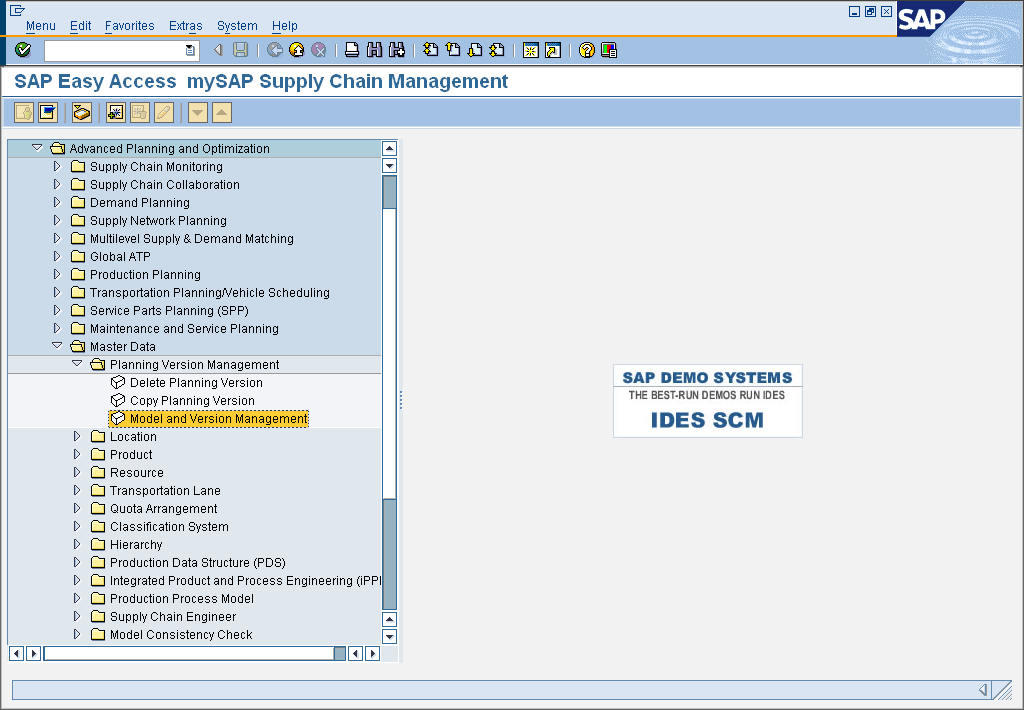 Menu Edit Favorites Extras System Help
SAP
SAP Easy Access mySAP Supply Chain Management
Advanced Planning and Optimization
Supply Chain Monitoring
Supply Chain Collaboration
Demand Planning
Supply Network Planning
Multilevel Supply & Demand Matching
Global ATP
Production Planning
Transportation Planning/Vehicle Scheduling
Service Parts Planning (SPP)
Maintenance and Service Planning
Master Data
Planning Version Management
Delete Planning Version
Copy Planning Version
Model and Version Management
Location
Product
Resource
Transportation Lane
Quota Arrangement
Classification System
Hierarchy
Production Data Structure (PDS)
Integrated Product and Process Engineering (iPPI
Production Process Model
Supply Chain Engineer
Model Consistency Check
SAP DEMO SYSTEMS
THE BEST-RUN DEMOS RUN IDES
IDES SCM